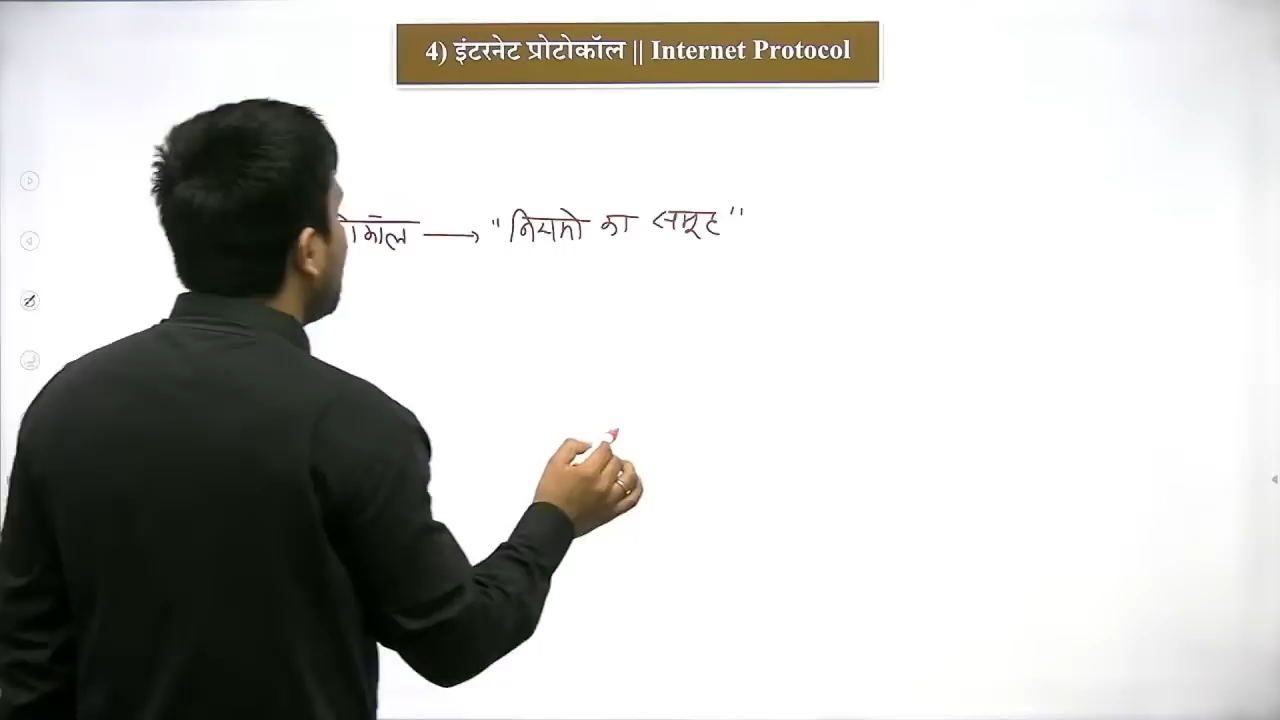 4) इंटरनेट प्रोटोकॉल || Internet Protocol
→ "नियमो का समूह"